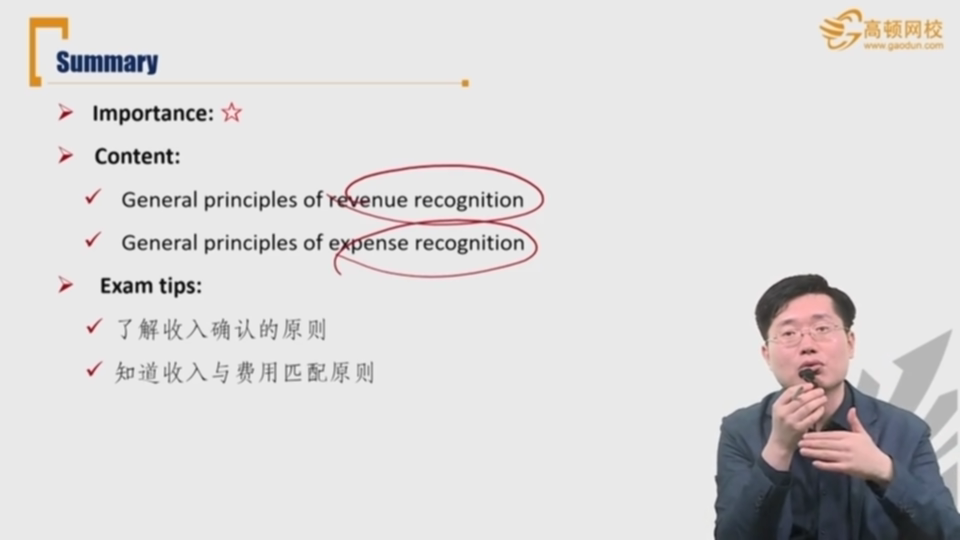 高顿网校
www.gaodun.com
Summary
Importance: ☆
Content:
General principles of revenue recognition
General principles of expense recognition
Exam tips:
了解收入确认的原则
知道收入与费用匹配原则